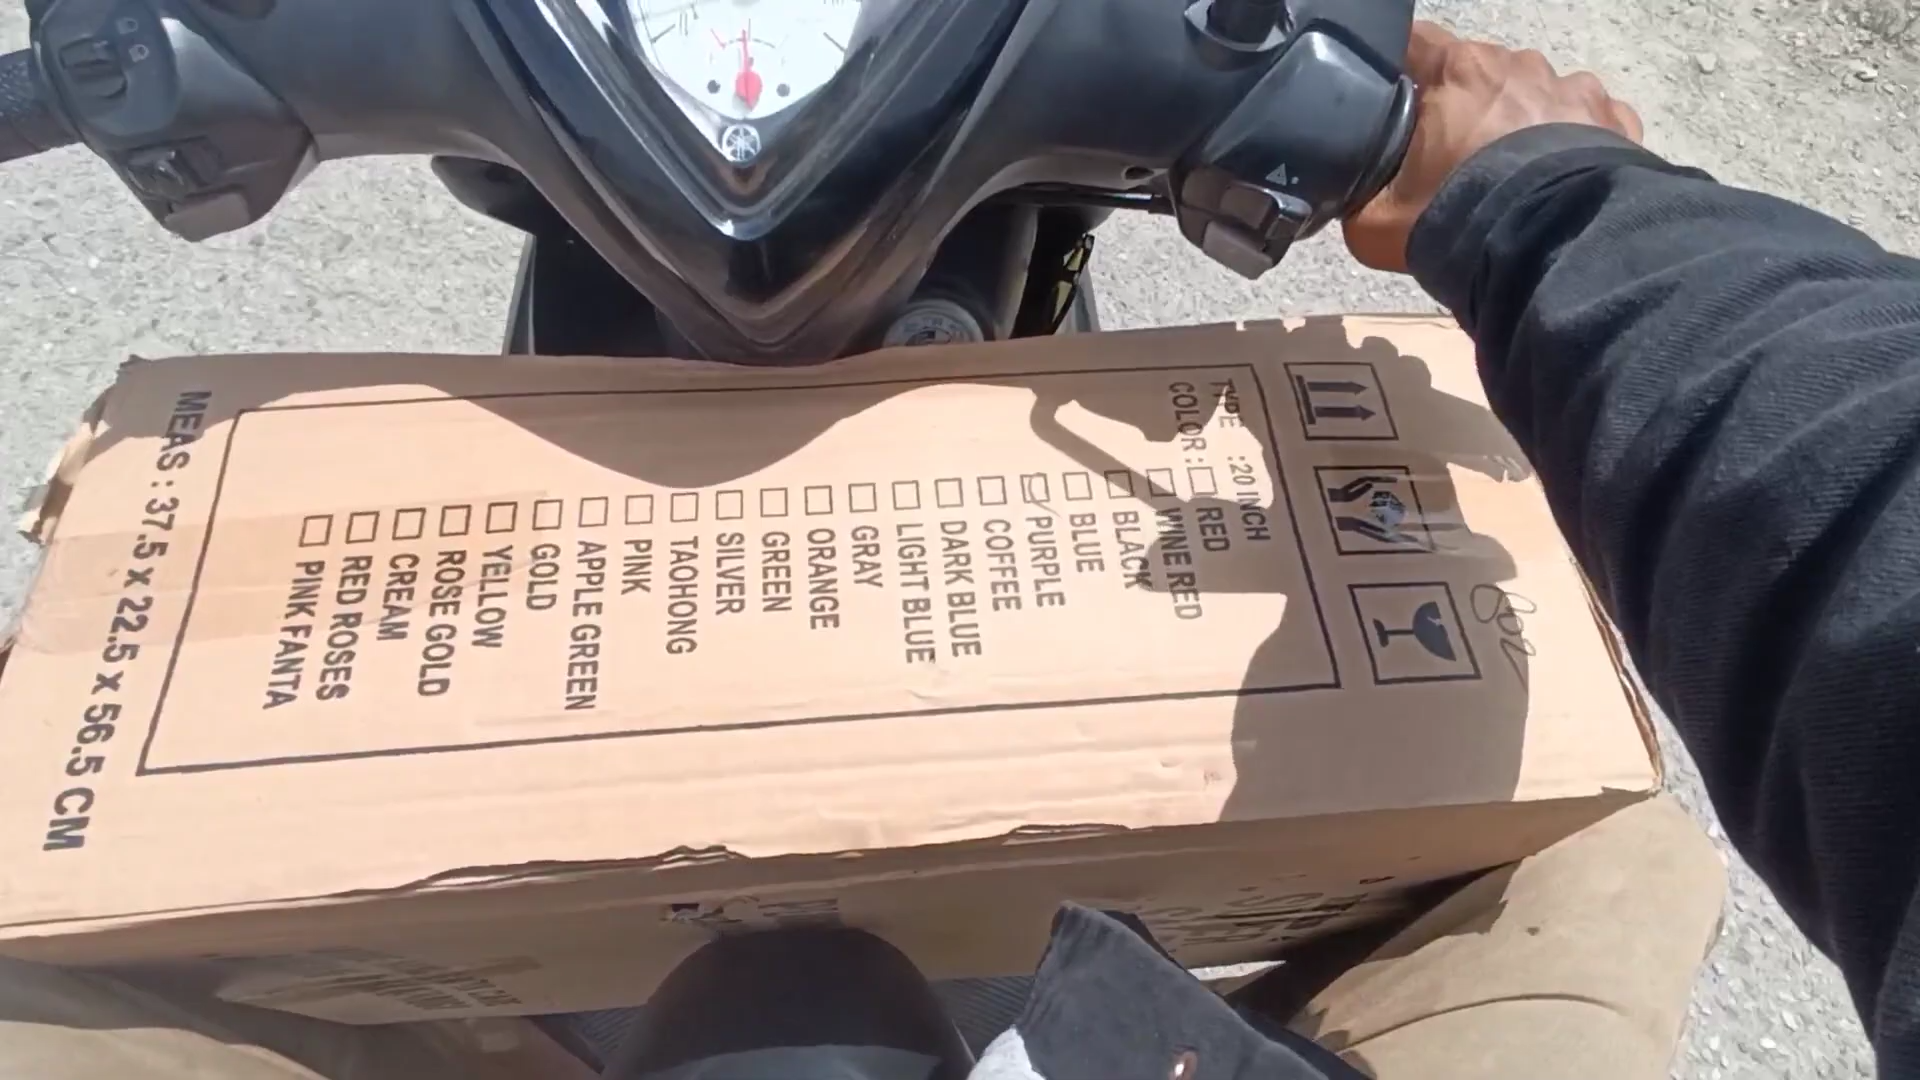 TYPE :20 INCH
COLOR: RED
WINE RED
BLACK
BLUE
PURPLE
COFFEE
DARK BLUE
LIGHT BLUE
GRAY
ORANGE
GREEN
SILVER
TAOHONG
PINK
APPLE GREEN
GOLD
YELLOW
ROSE GOLD
CREAM
RED ROSES
PINK FANTA
MEAS : 37.5 x 22.5 x 56.5 CM